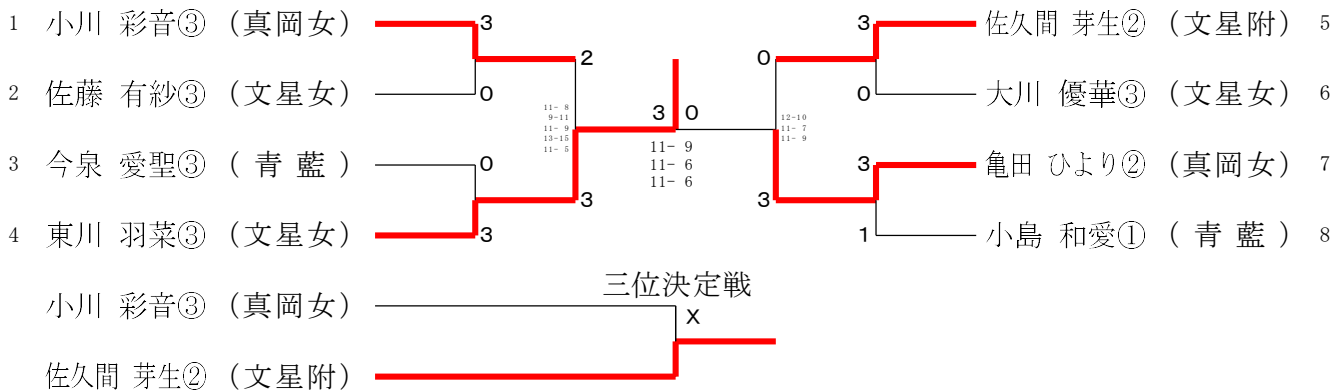 1 小川 彩音③ (真岡女)
2 佐藤 有紗③ (文星女)
3 今泉 愛聖③ ( 青 藍 )
4 東川 羽菜③ (文星女)
3
0
0
3
2
3
11- 8
9-11
11- 9
13-15
11- 5
3 0
11- 9
11- 6
11- 6
0
3
12-10
11- 7
11- 9
3
0
3
1
佐久間 芽生② (文星附) 5
大川 優華③ (文星女) 6
亀田 ひより② (真岡女) 7
小島 和愛① ( 青 藍 ) 8
三位決定戦
小川 彩音③ (真岡女)
X
佐久間 芽生② (文星附)